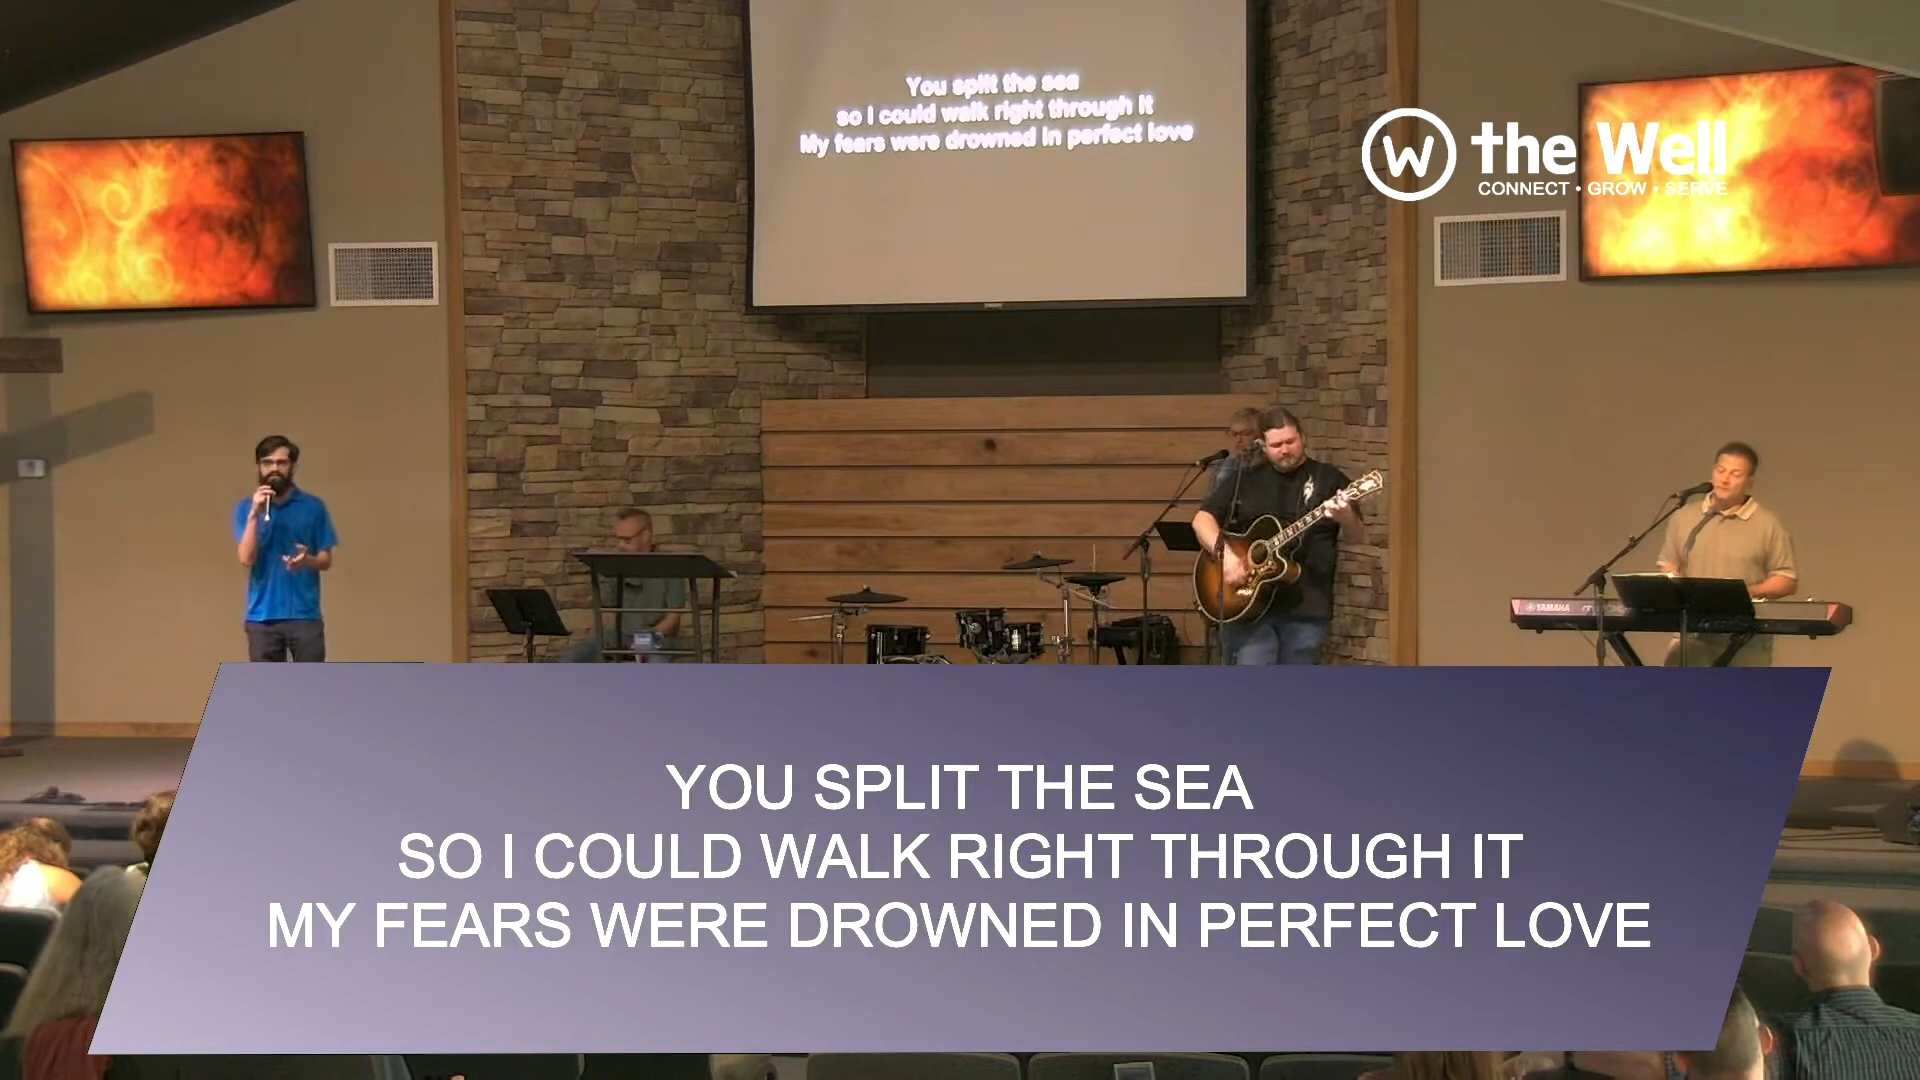 You split the sea
so I could walk right through it
My fears were drowned in perfect love
W the Well
CONNECT • GROW • SERVE
YAMAHA
YOU SPLIT THE SEA
SO I COULD WALK RIGHT THROUGH IT
MY FEARS WERE DROWNED IN PERFECT LOVE